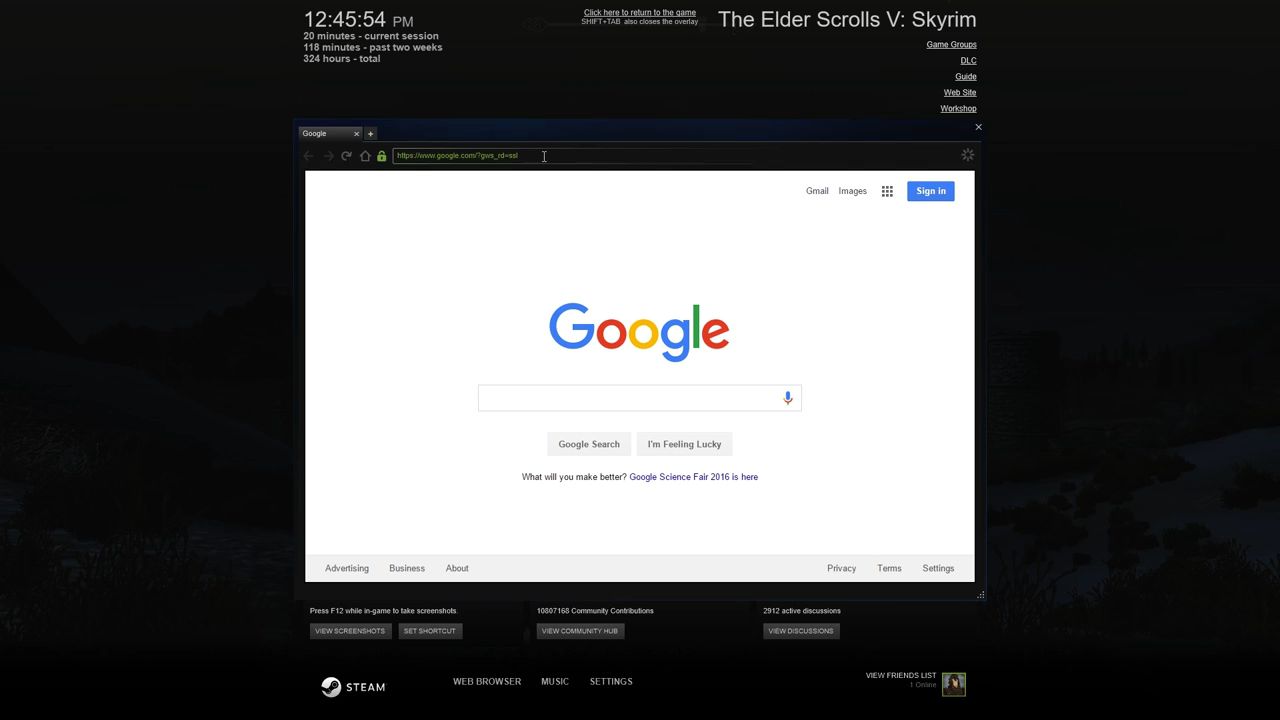 12:45:54 PM
20 minutes - current session
118 minutes - past two weeks
324 hours - total
Click here to return to the game
SHIFT+TAB also closes the overlay
The Elder Scrolls V: Skyrim
Game Groups
DLC
Guide
Web Site
Workshop
Google
https://www.google.com/?gws_rd=ssl
Gmail Images Sign in
Google
Google Search I'm Feeling Lucky
What will you make better? Google Science Fair 2016 is here
Advertising Business About Privacy Terms Settings
Press F12 while in-game to take screenshots.
VIEW SCREENSHOTS SET SHORTCUT
10807168 Community Contributions
VIEW COMMUNITY HUB
2912 active discussions
VIEW DISCUSSIONS
STEAM
WEB BROWSER MUSIC SETTINGS
VIEW FRIENDS LIST
1 Online